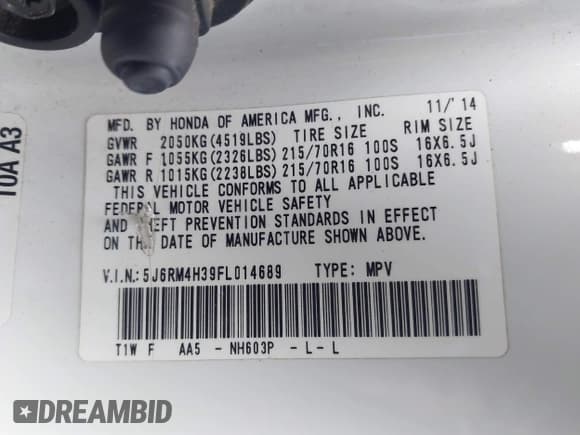 MFD. BY HONDA OF AMERICA MFG., INC. 11/'14
GVWR 2050KG(4519LBS) TIRE SIZE RIM SIZE
GAWR F 1055KG(2326LBS) 215/70R16 100S 16X6.5J
GAWR R 1015KG(2238LBS) 215/70R16 100S 16X6.5J
THIS VEHICLE CONFORMS TO ALL APPLICABLE
FEDERAL MOTOR VEHICLE SAFETY
AND THEFT PREVENTION STANDARDS IN EFFECT
ON THE DATE OF MANUFACTURE SHOWN ABOVE.
V.I.N.:5J6RM4H39FL014689 TYPE: MPV
T1W F AA5 - NH603P - L - L
T0A A3
DREAMBID